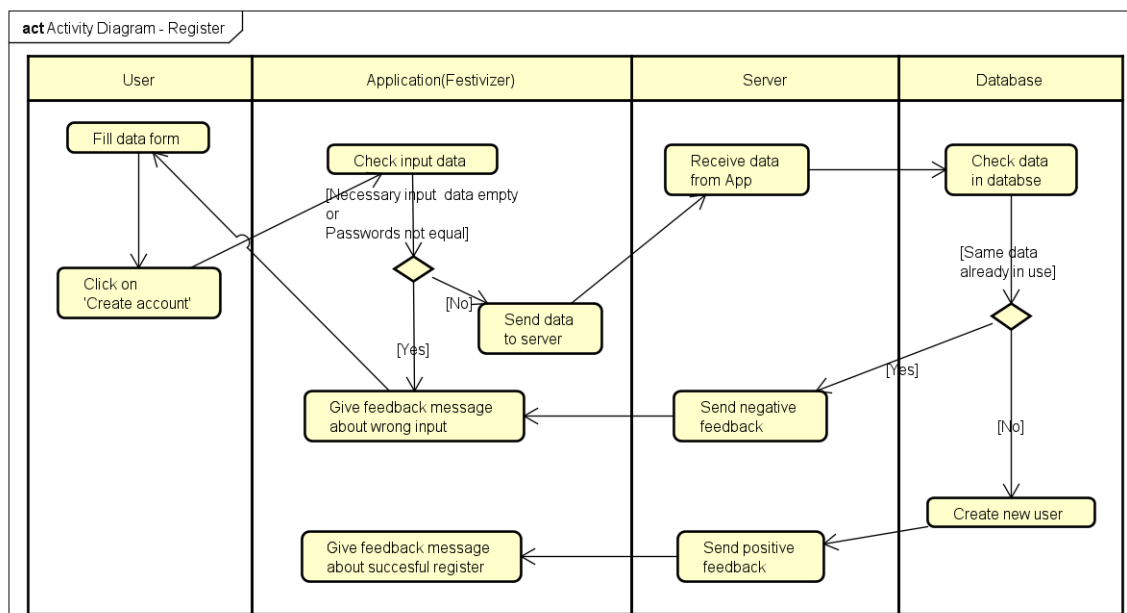 act Activity Diagram - Register
User
Application(Festivizer)
Server
Database
Fill data form
Check input data
Receive data
from App
Check data
in databse
[Necessary input  data empty
or
Passwords not equal]
[Same data
already in use]
Click on
'Create account'
[No]
Send data
to server
[Yes]
[Yes]
Give feedback message
about wrong input
Send negative
feedback
[No]
Create new user
Give feedback message
about succesful register
Send positive
feedback